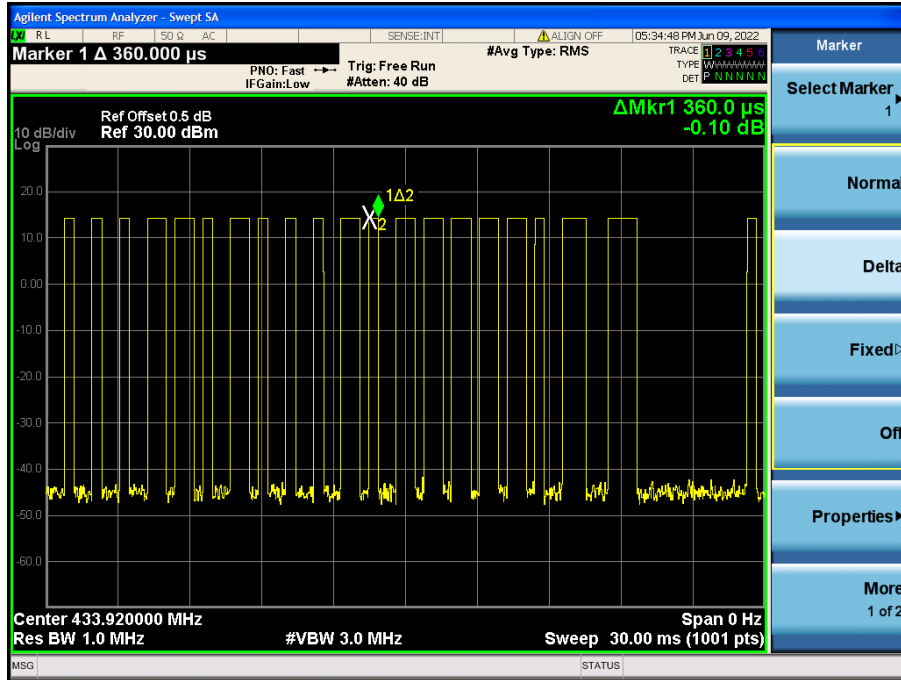 Agilent Spectrum Analyzer - Swept SA
LXI RL RF 50 Ω AC SENSE:INT ALIGN OFF 05:34:48 PM Jun 09, 2022
Marker 1 Δ 360.000 µs
PNO: Fast
IFGain:Low
Trig: Free Run
#Atten: 40 dB
#Avg Type: RMS
TRACE 1 2 3 4 5 6
TYPE WWWWWW
DET P N N N N N
Marker
Select Marker
1
Ref Offset 0.5 dB
10 dB/div Ref 30.00 dBm
Log
ΔMkr1 360.0 µs
-0.10 dB
20.0
10.0
0.00
-10.0
-20.0
-30.0
-40.0
-50.0
-60.0
1Δ2
X2
Norma
Delta
Fixed
Off
Properties
More
1 of 2
Center 433.920000 MHz Span 0 Hz
Res BW 1.0 MHz #VBW 3.0 MHz Sweep 30.00 ms (1001 pts)
MSG STATUS